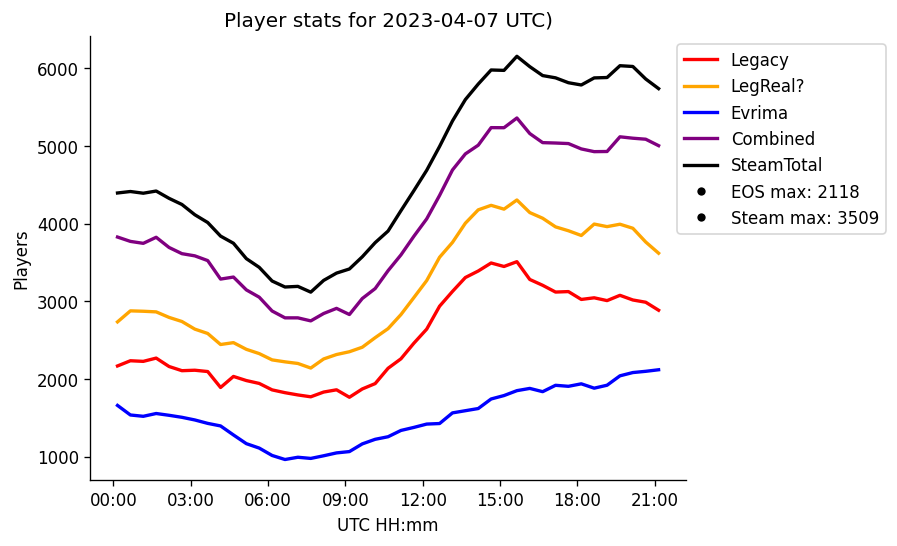 Player stats for 2023-04-07 UTC)
Legacy
LegReal?
Evrima
Combined
SteamTotal
EOS max: 2118
Steam max: 3509
Players
6000
5000
4000
3000
2000
1000
00:00 03:00 06:00 09:00 12:00 15:00 18:00 21:00
UTC HH:mm